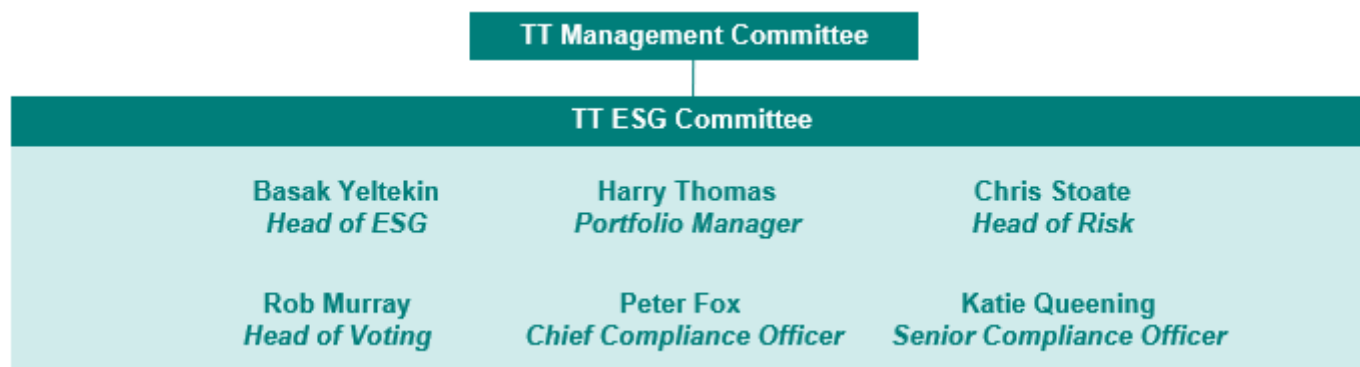 TT Management Committee
TT ESG Committee
Basak Yeltekin
Head of ESG
Harry Thomas
Portfolio Manager
Chris Stoate
Head of Risk
Rob Murray
Head of Voting
Peter Fox
Chief Compliance Officer
Katie Queening
Senior Compliance Officer